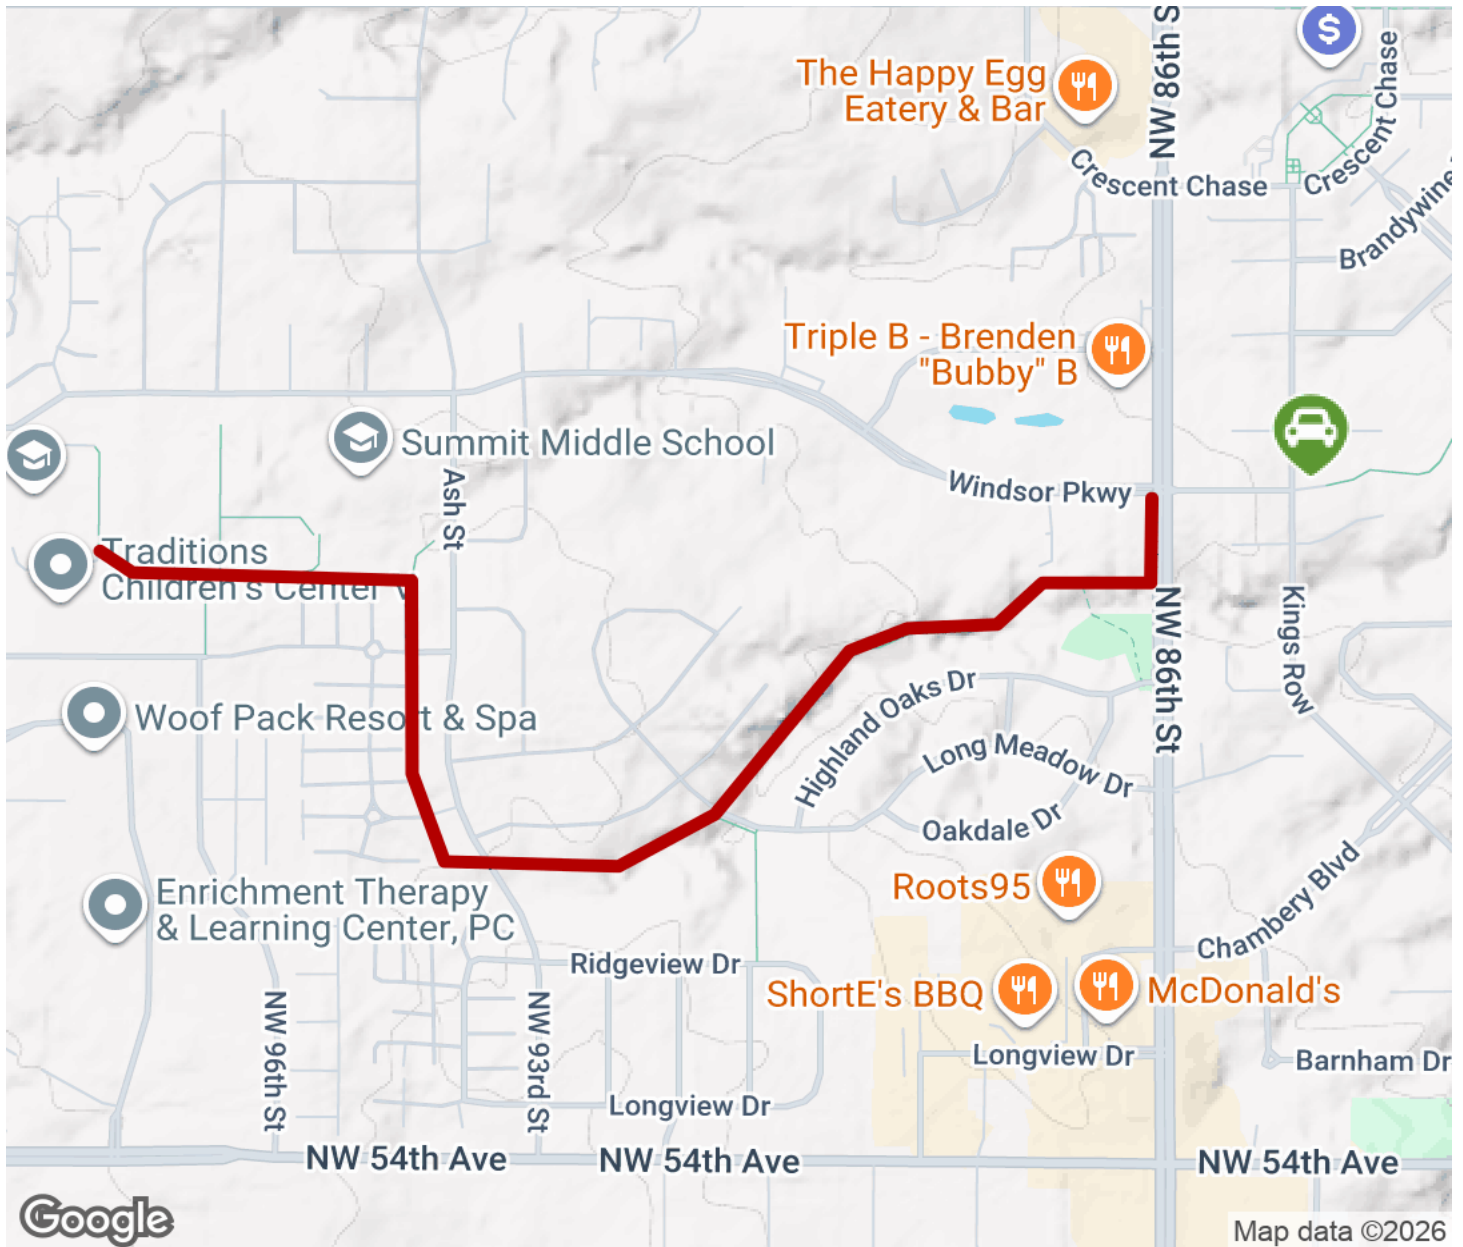 NW 86th S
The Happy Egg
Eatery & Bar
$
Crescent Chase
Crescent Chase
Brandywine
Triple B - Brenden
"Bubby" B
Summit Middle School
Ash St
Windsor Pkwy
Traditions
Children's Center
NW 86th St
Kings Row
Highland Oaks Dr
Woof Pack Resort & Spa
Long Meadow Dr
Oakdale Dr
Chambery Blvd
Roots95
Enrichment Therapy
& Learning Center, PC
Ridgeview Dr
ShortE's BBQ
McDonald's
NW 96th St
NW 93rd St
Longview Dr
Barnham Dr
Longview Dr
NW 54th Ave
NW 54th Ave
NW 54th Ave
Google
Map data ©2026